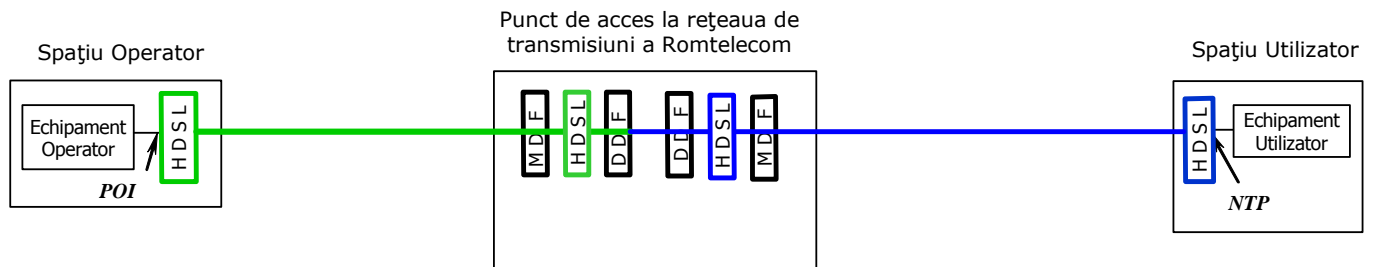 Spaţiu Operator
Echipament
Operator
HDSL
POI
Punct de acces la reţeaua de
transmisiuni a Romtelecom
MDF
HDSL
DDF
DDF
HDSL
MDF
Spaţiu Utilizator
HDSL
Echipament
Utilizator
NTP